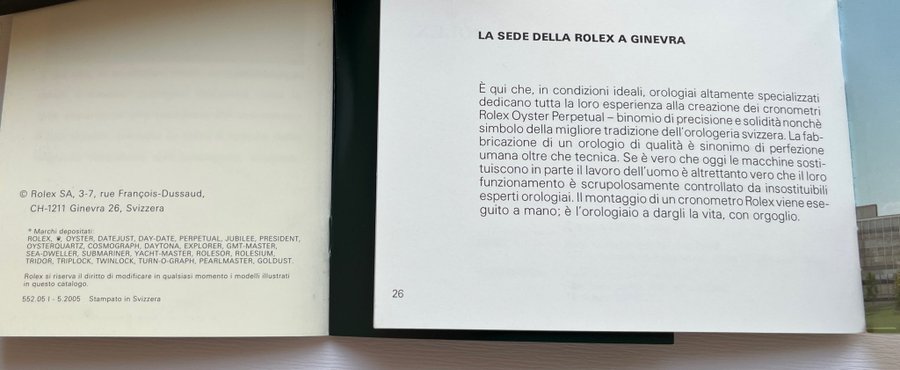 © Rolex SA, 3-7, rue François-Dussaud,
CH-1211 Ginevra 26, Svizzera
* Marchi depositati:
ROLEX, ♛, OYSTER, DATEJUST, DAY-DATE, PERPETUAL, JUBILEE, PRESIDENT,
OYSTERQUARTZ, COSMOGRAPH, DAYTONA, EXPLORER, GMT-MASTER,
SEA-DWELLER, SUBMARINER, YACHT-MASTER, ROLESOR, ROLESIUM,
TRIDOR, TRIPLOCK, TWINLOCK, TURN-O-GRAPH, PEARLMASTER, GOLDUST.
Rolex si riserva il diritto di modificare in qualsiasi momento i modelli illustrati
in questo catalogo.
552.05 I - 5.2005 Stampato in Svizzera
LA SEDE DELLA ROLEX A GINEVRA
È qui che, in condizioni ideali, orologiai altamente specializzati
dedicano tutta la loro esperienza alla creazione dei cronometri
Rolex Oyster Perpetual – binomio di precisione e solidità nonchè
simbolo della migliore tradizione dell'orologeria svizzera. La fab-
bricazione di un orologio di qualità è sinonimo di perfezione
umana oltre che tecnica. Se è vero che oggi le macchine sosti-
tuiscono in parte il lavoro dell'uomo è altrettanto vero che il loro
funzionamento è scrupolosamente controllato da insostituibili
esperti orologiai. Il montaggio di un cronometro Rolex viene ese-
guito a mano; è l'orologiaio a dargli la vita, con orgoglio.
26